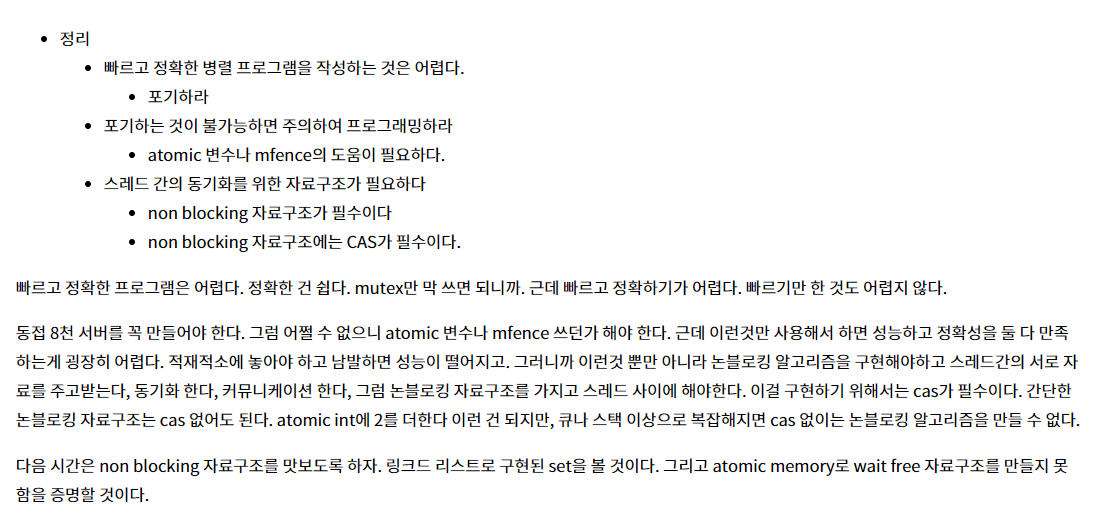 정리
빠르고 정확한 병렬 프로그램을 작성하는 것은 어렵다.
포기하라
포기하는 것이 불가능하면 주의하여 프로그래밍하라
atomic 변수나 mfence의 도움이 필요하다.
스레드 간의 동기화를 위한 자료구조가 필요하다
non blocking 자료구조가 필수이다
non blocking 자료구조에는 CAS가 필수이다.
빠르고 정확한 프로그램은 어렵다. 정확한 건 쉽다. mutex만 막 쓰면 되니까. 근데 빠르고 정확하기가 어렵다. 빠르기만 한 것도 어렵지 않다.
동접 8천 서버를 꼭 만들어야 한다. 그럼 어쩔 수 없으니 atomic 변수나 mfence 쓰던가 해야 한다. 근데 이런것만 사용해서 하면 성능하고 정확성을 둘 다 만족
하는게 굉장히 어렵다. 적재적소에 놓아야 하고 남발하면 성능이 떨어지고. 그러니까 이런것 뿐만 아니라 논블로킹 알고리즘을 구현해야하고 스레드간의 서로 자
료를 주고받는다, 동기화 한다, 커뮤니케이션 한다, 그럼 논블로킹 자료구조를 가지고 스레드 사이에 해야한다. 이걸 구현하기 위해서는 cas가 필수이다. 간단한
논블로킹 자료구조는 cas 없어도 된다. atomic int에 2를 더한다 이런 건 되지만, 큐나 스택 이상으로 복잡해지면 cas 없이는 논블로킹 알고리즘을 만들 수 없다.
다음 시간은 non blocking 자료구조를 맛보도록 하자. 링크드 리스트로 구현된 set을 볼 것이다. 그리고 atomic memory로 wait free 자료구조를 만들지 못
함을 증명할 것이다.